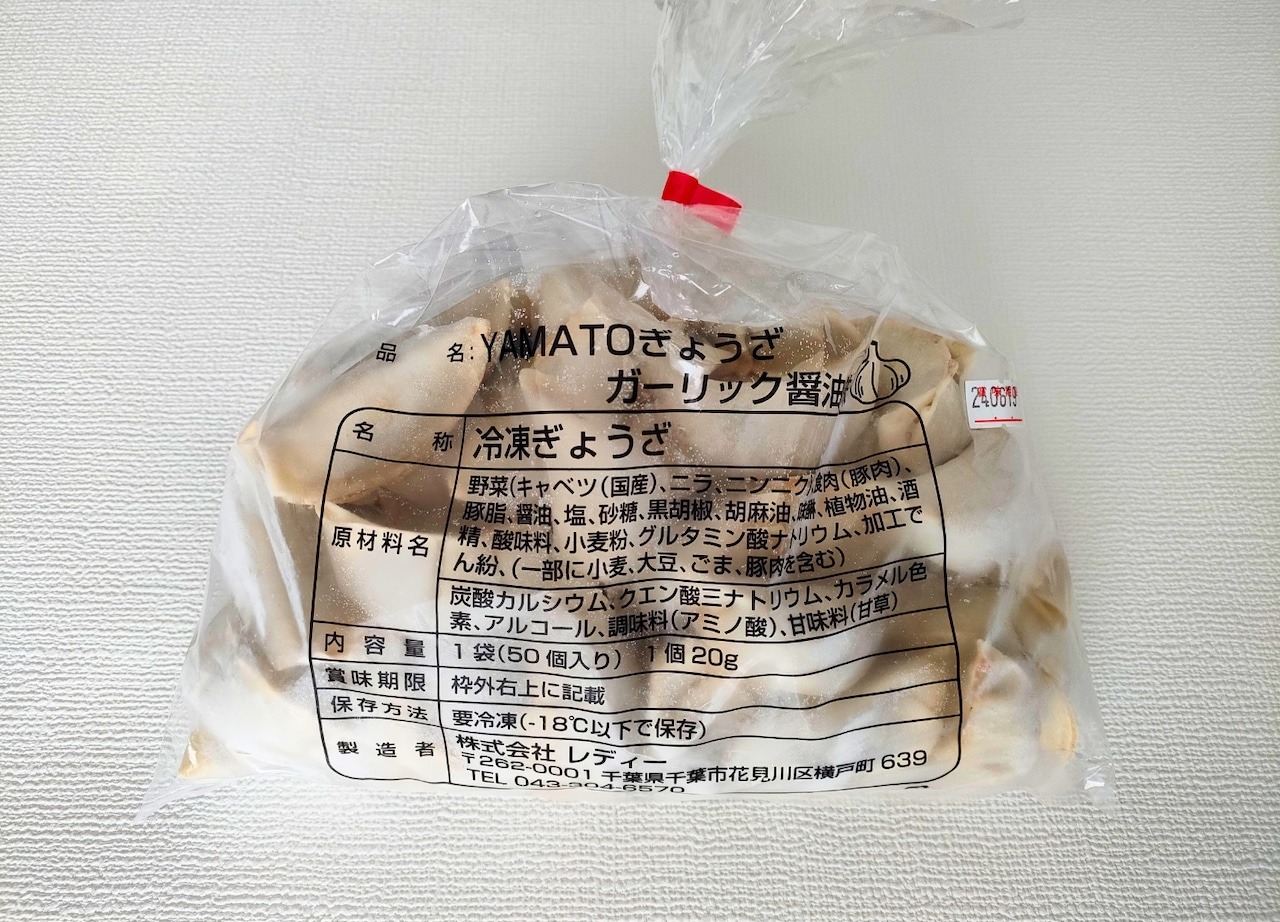 品 名:YAMATOぎょうざ
ガーリック醤油
240619
名 称 冷凍ぎょうざ
原材料名
野菜(キャベツ(国産)、ニラ、ニンニク)、食肉(豚肉)、
豚脂、醤油、塩、砂糖、黒胡椒、胡麻油、味醂、植物油、酒
精、酸味料、小麦粉、グルタミン酸ナトリウム、加工で
ん紛、(一部に小麦、大豆、ごま、豚肉を含む)
炭酸カルシウム、クエン酸三ナトリウム、カラメル色
素、アルコール、調味料(アミノ酸)、甘味料(甘草)
内 容 量 1袋(50個入り) 1個20g
賞味期限 枠外右上に記載
保存方法 要冷凍(-18℃以下で保存)
製 造 者 株式会社 レディー
〒262-0001 千葉県千葉市花見川区横戸町 639
TEL 043-304-6570